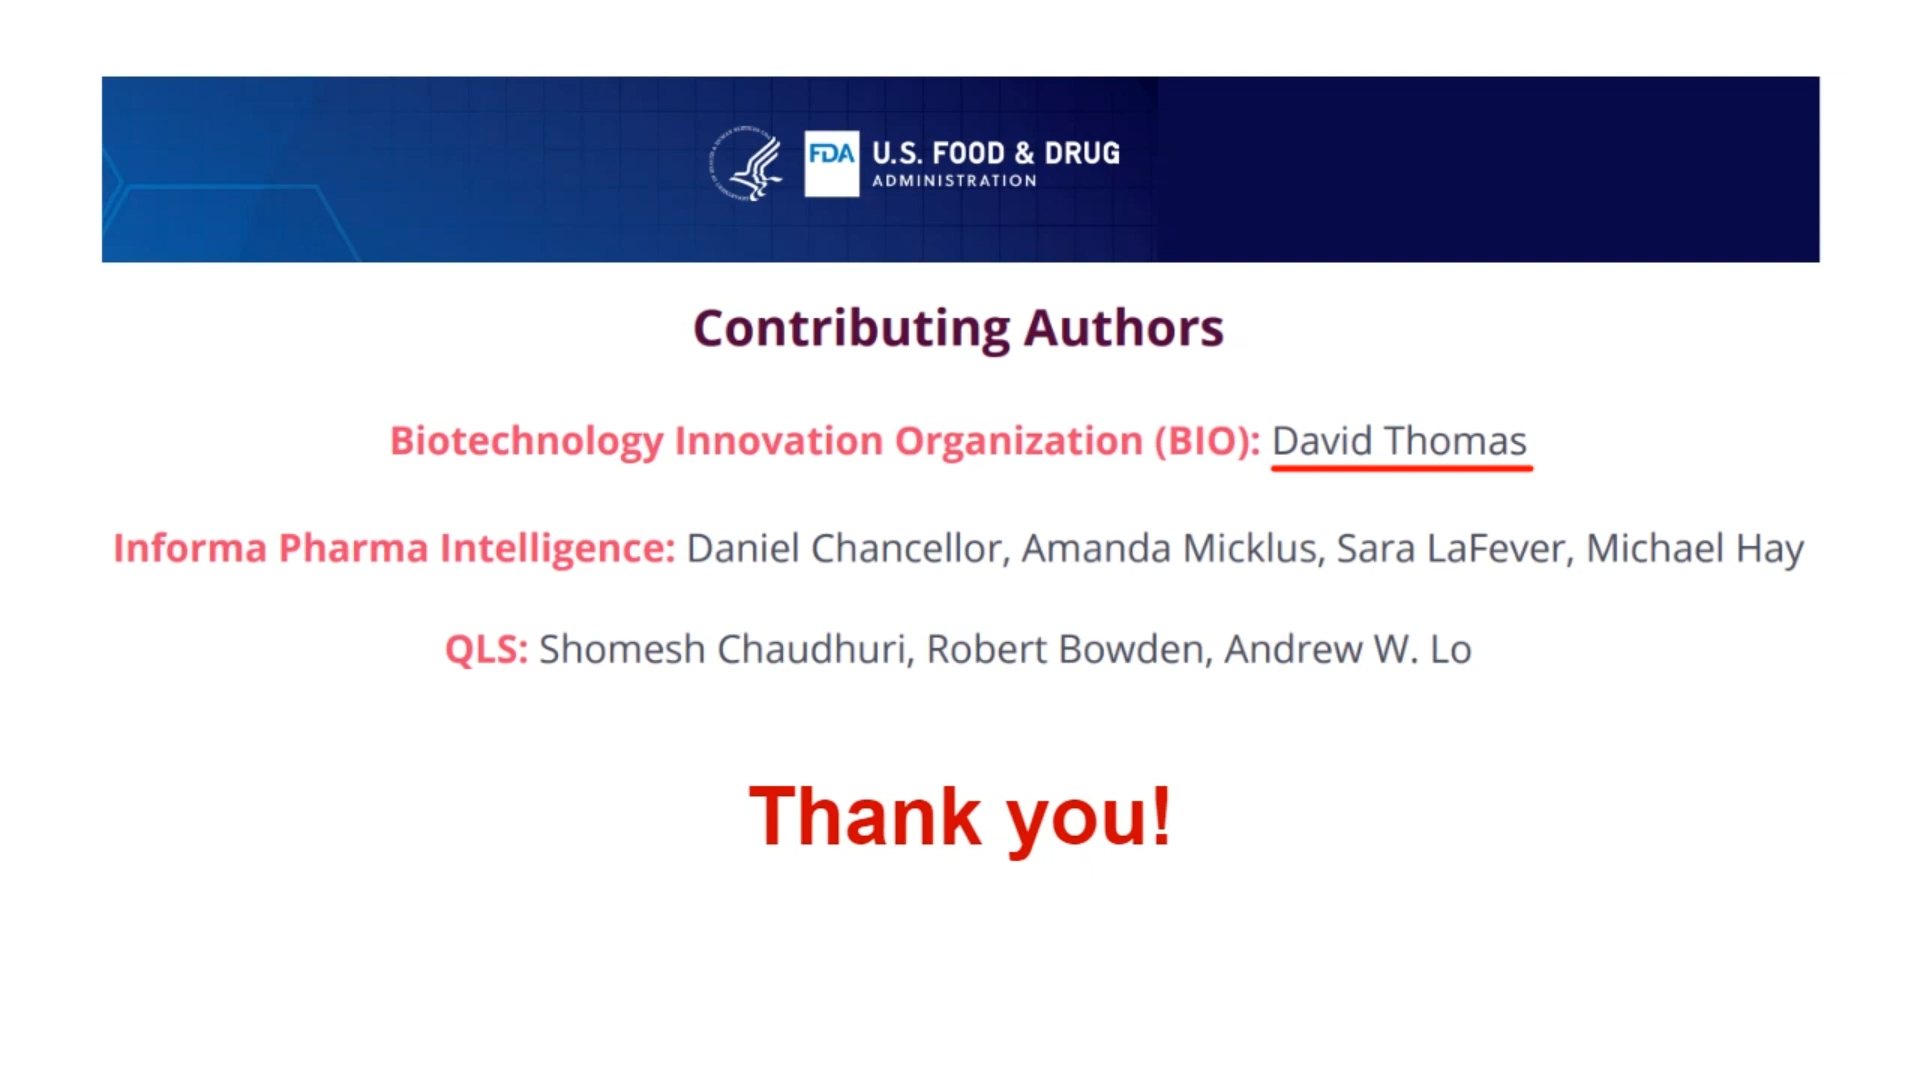 FDA
U.S. FOOD & DRUG
ADMINISTRATION
Contributing Authors
Biotechnology Innovation Organization (BIO): David Thomas
Informa Pharma Intelligence: Daniel Chancellor, Amanda Micklus, Sara LaFever, Michael Hay
QLS: Shomesh Chaudhuri, Robert Bowden, Andrew W. Lo
Thank you!